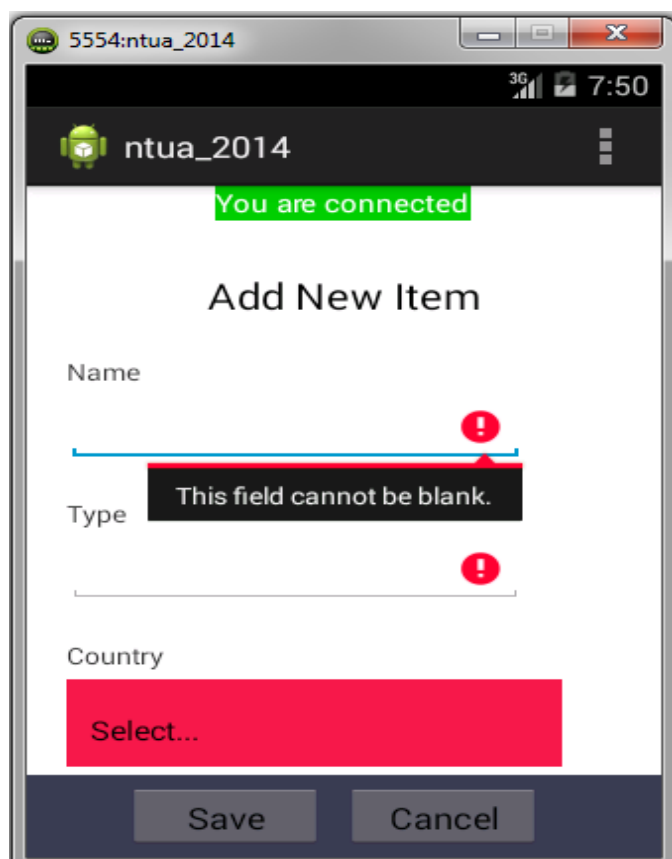 5554:ntua_2014
3G 7:50
ntua_2014
You are connected
Add New Item
Name
This field cannot be blank.
Type
Country
Select...
Save Cancel